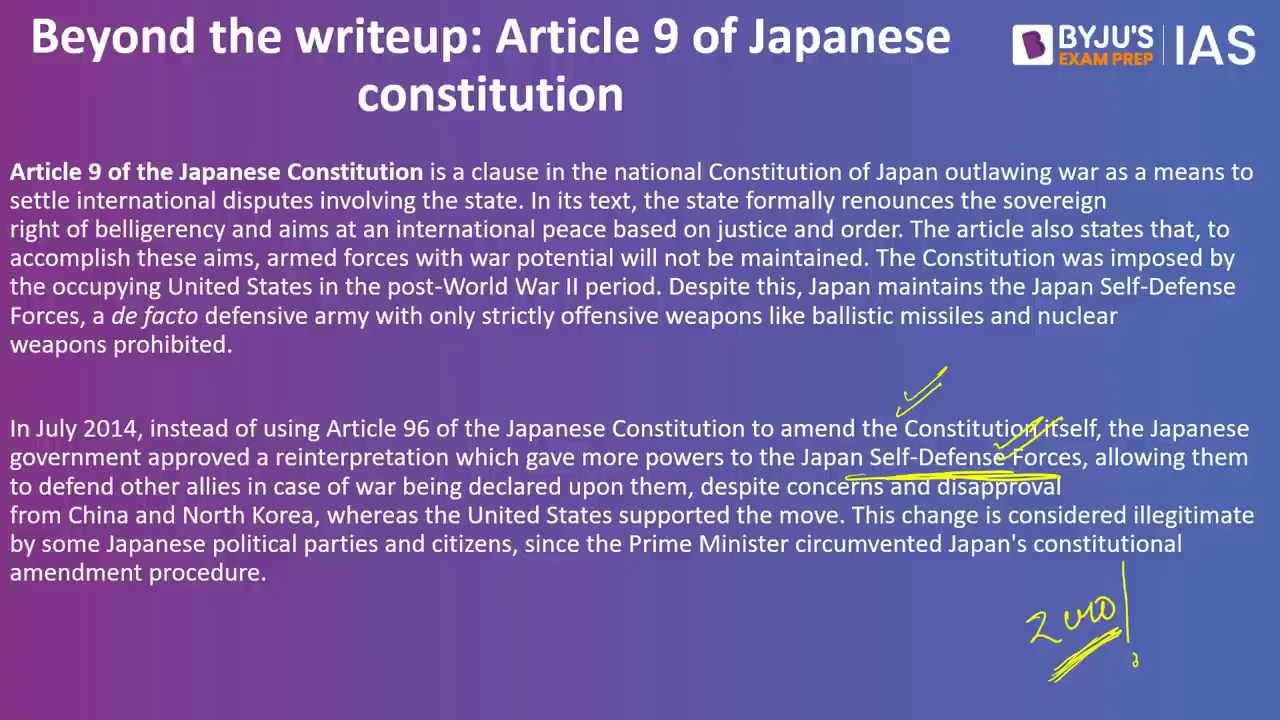 Beyond the writeup: Article 9 of Japanese
constitution
BYJU'S
EXAM PREP
IAS
Article 9 of the Japanese Constitution is a clause in the national Constitution of Japan outlawing war as a means to
settle international disputes involving the state. In its text, the state formally renounces the sovereign
right of belligerency and aims at an international peace based on justice and order. The article also states that, to
accomplish these aims, armed forces with war potential will not be maintained. The Constitution was imposed by
the occupying United States in the post-World War II period. Despite this, Japan maintains the Japan Self-Defense
Forces, a de facto defensive army with only strictly offensive weapons like ballistic missiles and nuclear
weapons prohibited.
In July 2014, instead of using Article 96 of the Japanese Constitution to amend the Constitution itself, the Japanese
government approved a reinterpretation which gave more powers to the Japan Self-Defense Forces, allowing them
to defend other allies in case of war being declared upon them, despite concerns and disapproval
from China and North Korea, whereas the United States supported the move. This change is considered illegitimate
by some Japanese political parties and citizens, since the Prime Minister circumvented Japan's constitutional
amendment procedure.